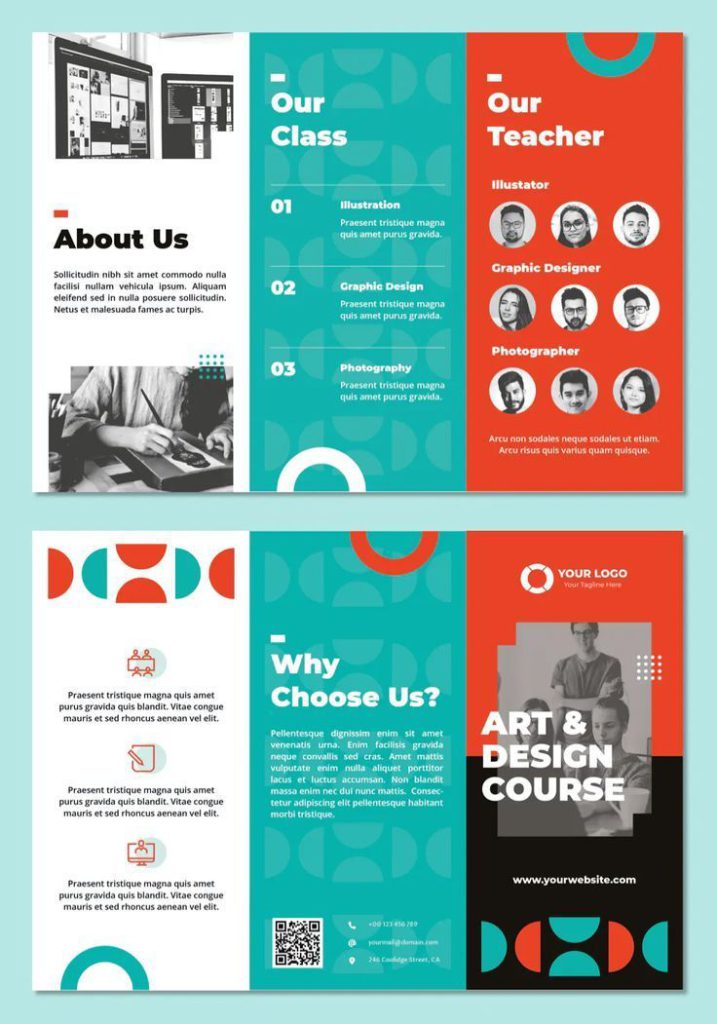 About Us
Sollicitudin nibh sit amet commodo nulla
facilisi nullam vehicula ipsum. Aliquam
eleifend sed in nulla posuere sollicitudin.
Netus et malesuada fames ac turpis.
Our
Class
01
Illustration
Praesent tristique magna
quis amet purus gravida.
02
Graphic Design
Praesent tristique magna
quis amet purus gravida.
03
Photography
Praesent tristique magna
quis amet purus gravida.
Our
Teacher
Illustator
Graphic Designer
Photographer
Arcu non sodales neque sodales ut etiam.
Arcu risus quis varius quam quisque.
Praesent tristique magna quis amet
purus gravida quis blandit. Vitae congue
mauris et sed rhoncus aenean vel elit.
Praesent tristique magna quis amet
purus gravida quis blandit. Vitae congue
mauris et sed rhoncus aenean vel elit.
Praesent tristique magna quis amet
purus gravida quis blandit. Vitae congue
mauris et sed rhoncus aenean vel elit.
Why
Choose Us?
Pellentesque dignissim enim sit amet
venenatis urna. Enim facilisis gravida
neque convallis sed cras. Amet mattis
vulputate enim nulla aliquet porttitor
lacus et luctus accumsan. Non blandit
massa enim nec dui nunc mattis. Consec-
tetur adipiscing elit pellentesque habitant
morbi tristique.
+00 123 456 789
yourmail@domain.com
246 Coolidge Street, CA
YOUR LOGO
Your Tagline Here
ART &
DESIGN
COURSE
www.yourwebsite.com